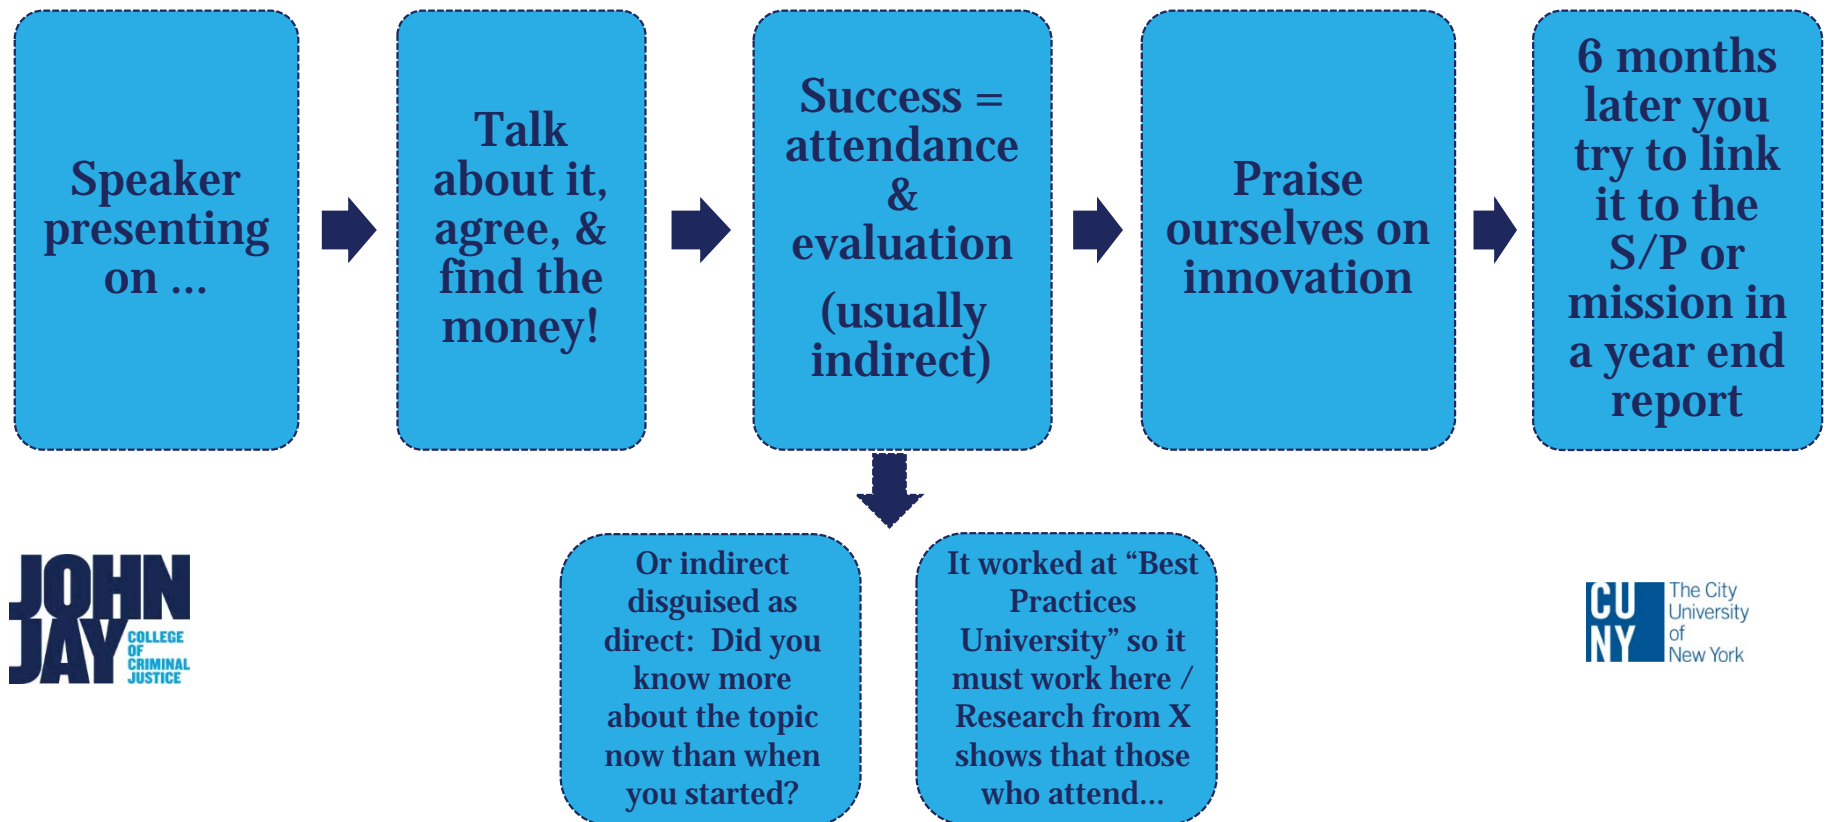 Speaker
presenting
on ...
Talk
about it,
agree, &
find the
money!
Success =
attendance
&
evaluation
(usually
indirect)
Praise
ourselves on
innovation
6 months
later you
try to link
it to the
S/P or
mission in
a year end
report
Or indirect
disguised as
direct: Did you
know more
about the topic
now than when
you started?
It worked at “Best
Practices
University” so it
must work here /
Research from X
shows that those
who attend...
JOHN
JAY
COLLEGE
OF
CRIMINAL
JUSTICE
CU
NY
The City
University
of
New York